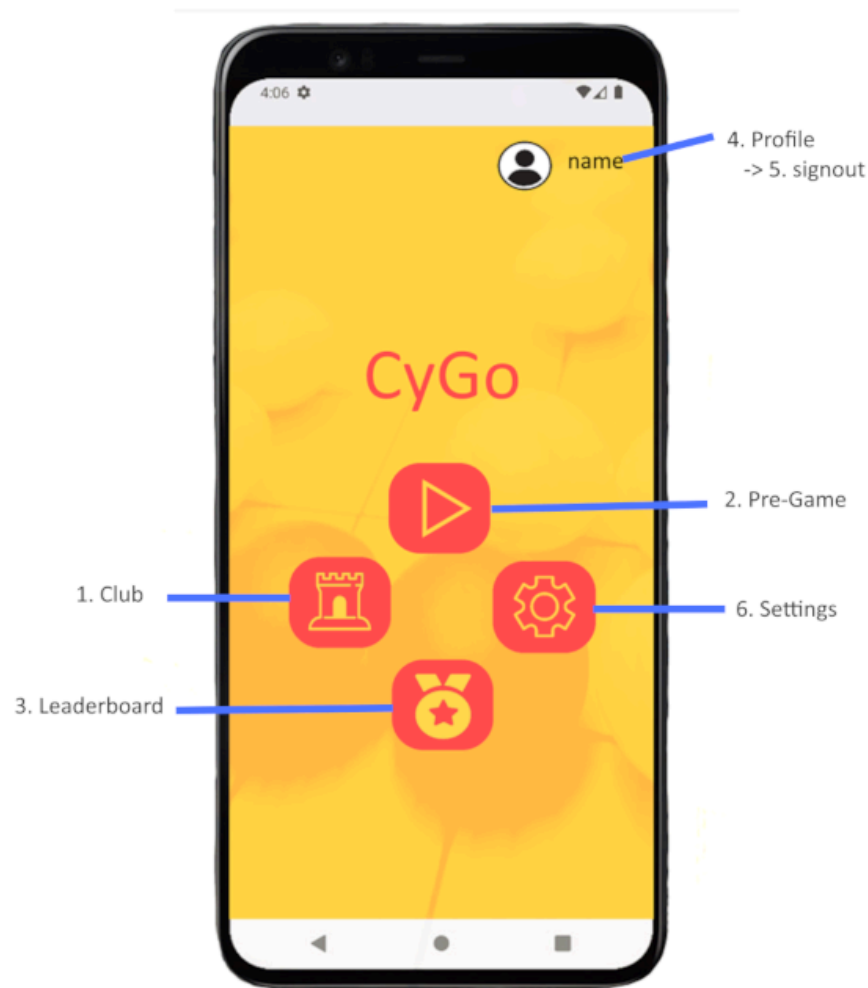 4:06
name
4. Profile
-> 5. signout
CyGo
2. Pre-Game
1. Club
6. Settings
3. Leaderboard